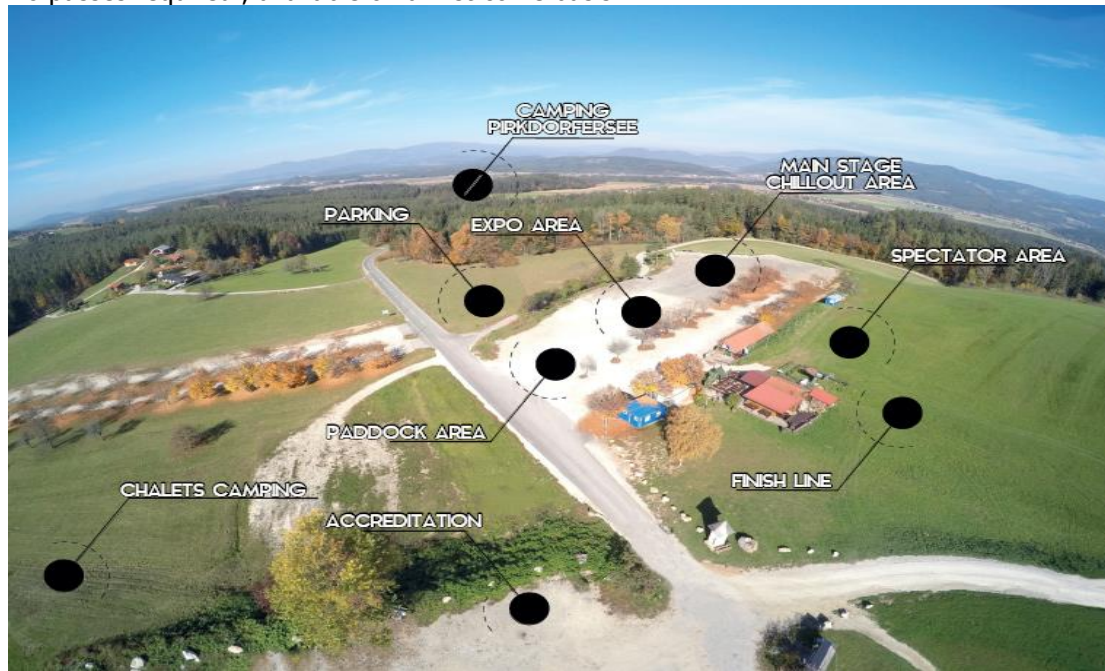 CAMPING
PIRKDORFERSEE
MAIN STAGE
CHILLOUT AREA
PARKING
EXPO AREA
SPECTATOR AREA
PADDOCK AREA
FINISH LINE
CHALETS CAMPING
ACCREDITATION